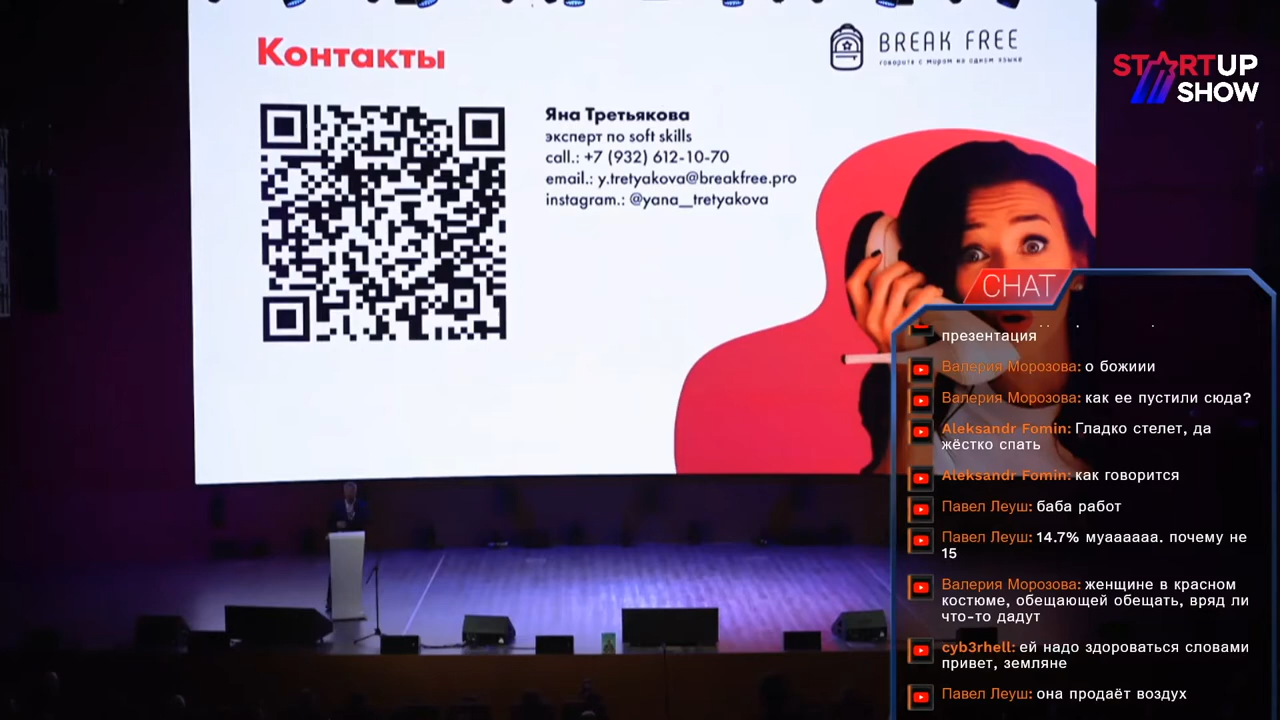 Контакты
BREAK FREE
говорите с миром на одном языке
STARTUP
SHOW
Яна Третьякова
эксперт по soft skills
call.: +7 (932) 612-10-70
email.: y.tretyakova@breakfree.pro
instagram.: @yana__tretyakova
CHAT
презентация
Валерия Морозова: о божиии
Валерия Морозова: как ее пустили сюда?
Aleksandr Fomin: Гладко стелет, да
жёстко спать
Aleksandr Fomin: как говорится
Павел Леуш: баба работ
Павел Леуш: 14.7% муаааааа. почему не
15
Валерия Морозова: женщине в красном
костюме, обещающей обещать, вряд ли
что-то дадут
cyb3rhell: ей надо здороваться словами
привет, земляне
Павел Леуш: она продаёт воздух